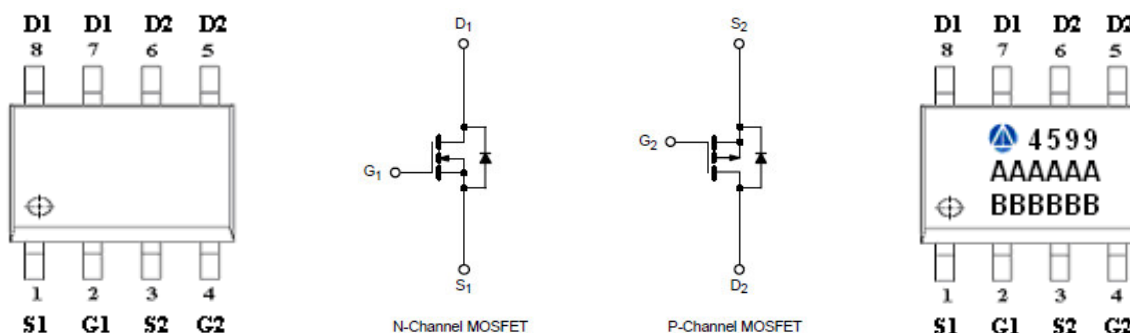 D1 D1 D2 D2
8 7 6 5
1 2 3 4
S1 G1 S2 G2
D1
G1
S1
N-Channel MOSFET
S2
G2
D2
P-Channel MOSFET
D1 D1 D2 D2
8 7 6 5
4599
AAAAAA
BBBBBB
1 2 3 4
S1 G1 S2 G2